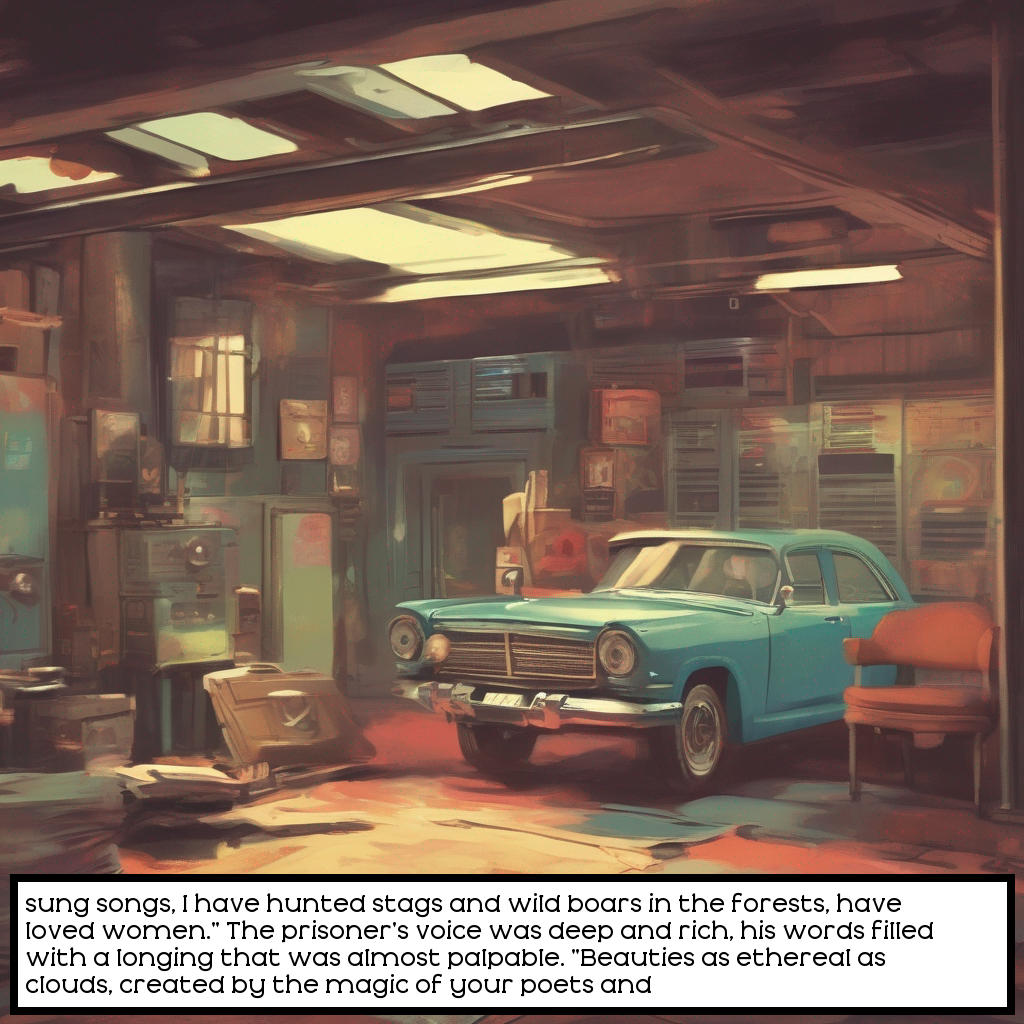 sung songs, I have hunted stags and wild boars in the forests, have
loved women." The prisoner's voice was deep and rich, his words filled
with a longing that was almost palpable. "Beauties as ethereal as
clouds, created by the magic of your poets and